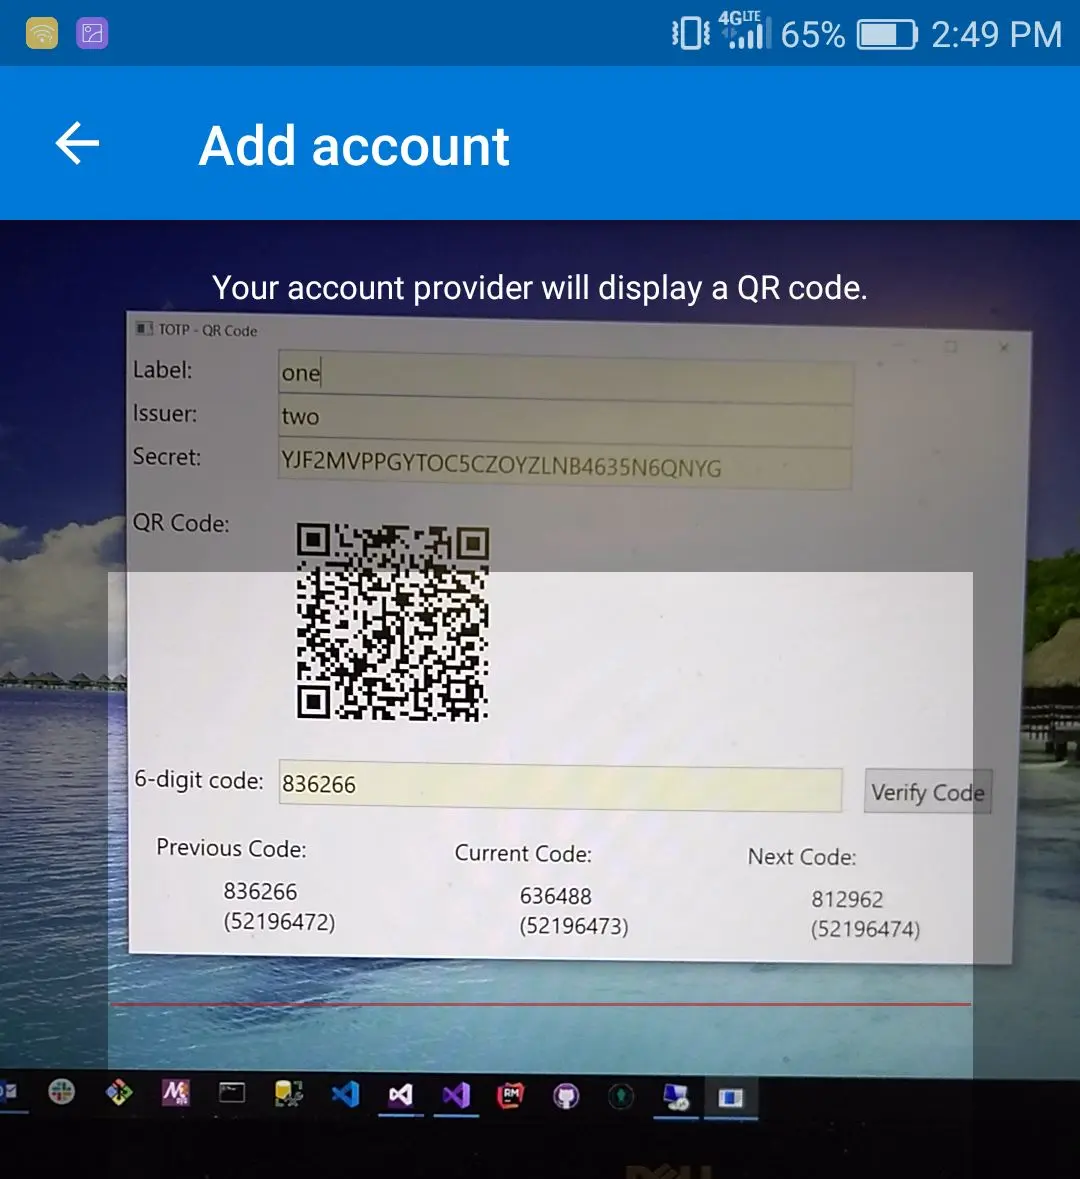 4G LTE 65% 2:49 PM
Add account
Your account provider will display a QR code.
TOTP - QR Code
Label: one
Issuer: two
Secret: YJF2MVPPGYTOC5CZOYZLNB4635N6QNYG
QR Code:
6-digit code: 836266 Verify Code
Previous Code: Current Code: Next Code:
836266 636488 812962
(52196472) (52196473) (52196474)
RM
DELL